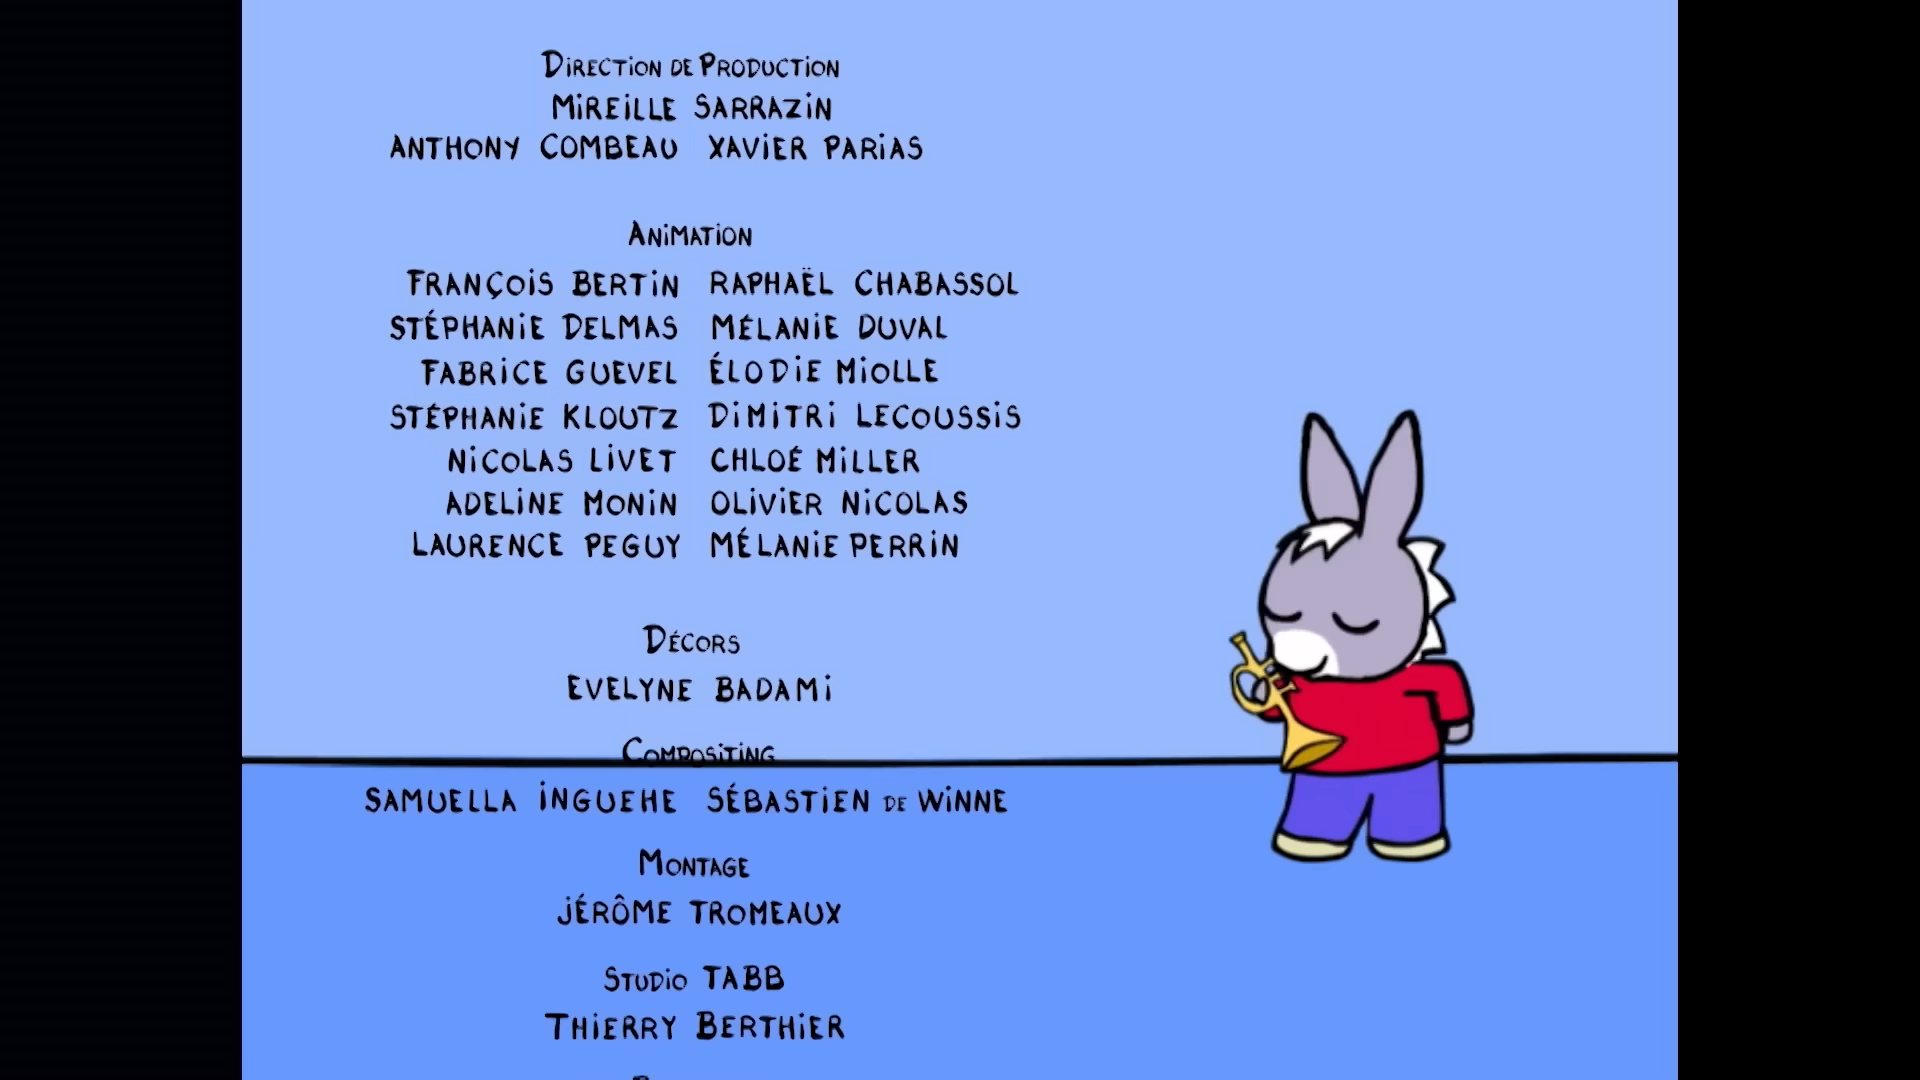 Direction de Production
MiREiLLE SARRAZiN
ANTHONY COMBEAU XAViER PARiAS
Animation
FRANÇOiS BERTiN RAPHAËL CHABASSOL
STÉPHANiE DELMAS MÉLANiE DUVAL
FABRiCE GUEVEL ÉLODiE MiOLLE
STÉPHANiE KLOUTZ DiMiTRi LECOUSSiS
NiCOLAS LiVET CHLOÉ MiLLER
ADELiNE MONiN OLiViER NiCOLAS
LAURENCE PEGUY MÉLANiE PERRiN
Décors
EVELYNE BADAMi
Compositing
SAMUELLA iNGUEHE SÉBASTiEN DE WiNNE
Montage
JÉRÔME TROMEAUX
Studio TABB
THiERRY BERTHiER